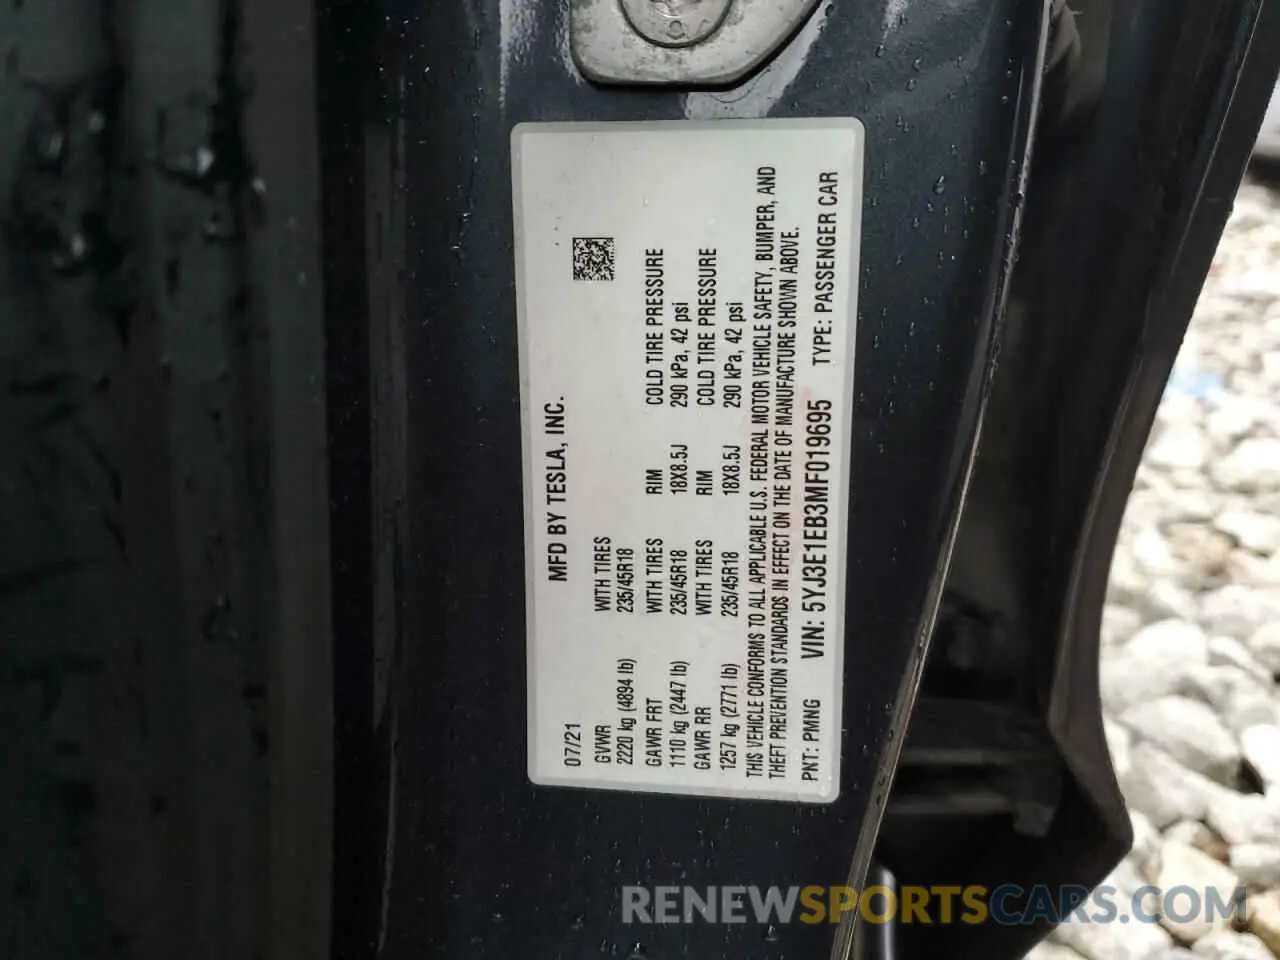 MFD BY TESLA, INC.
07/21
GVWR WITH TIRES
2220 kg (4894 lb) 235/45R18
GAWR FRT WITH TIRES RIM COLD TIRE PRESSURE
1110 kg (2447 lb) 235/45R18 18X8.5J 290 kPa, 42 psi
GAWR RR WITH TIRES RIM COLD TIRE PRESSURE
1257 kg (2771 lb) 235/45R18 18X8.5J 290 kPa, 42 psi
THIS VEHICLE CONFORMS TO ALL APPLICABLE U.S. FEDERAL MOTOR VEHICLE SAFETY, BUMPER, AND
THEFT PREVENTION STANDARDS IN EFFECT ON THE DATE OF MANUFACTURE SHOWN ABOVE.
PNT: PMNG VIN: 5YJ3E1EB3MF019695 TYPE: PASSENGER CAR
RENEWSPORTSCARS.COM